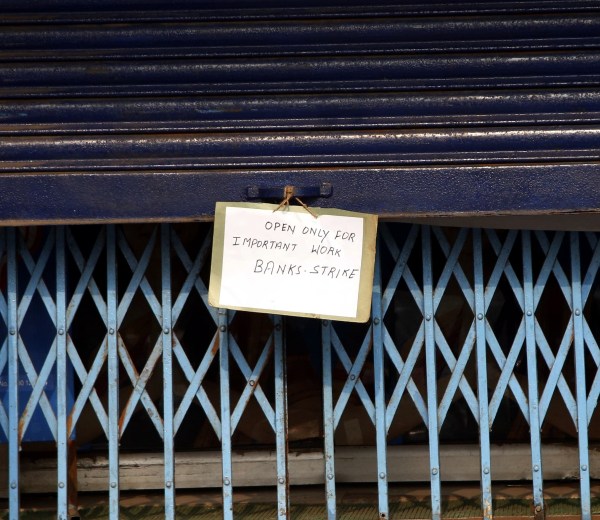 OPEN ONLY FOR
IMPORTANT WORK
BANKS-STRIKE